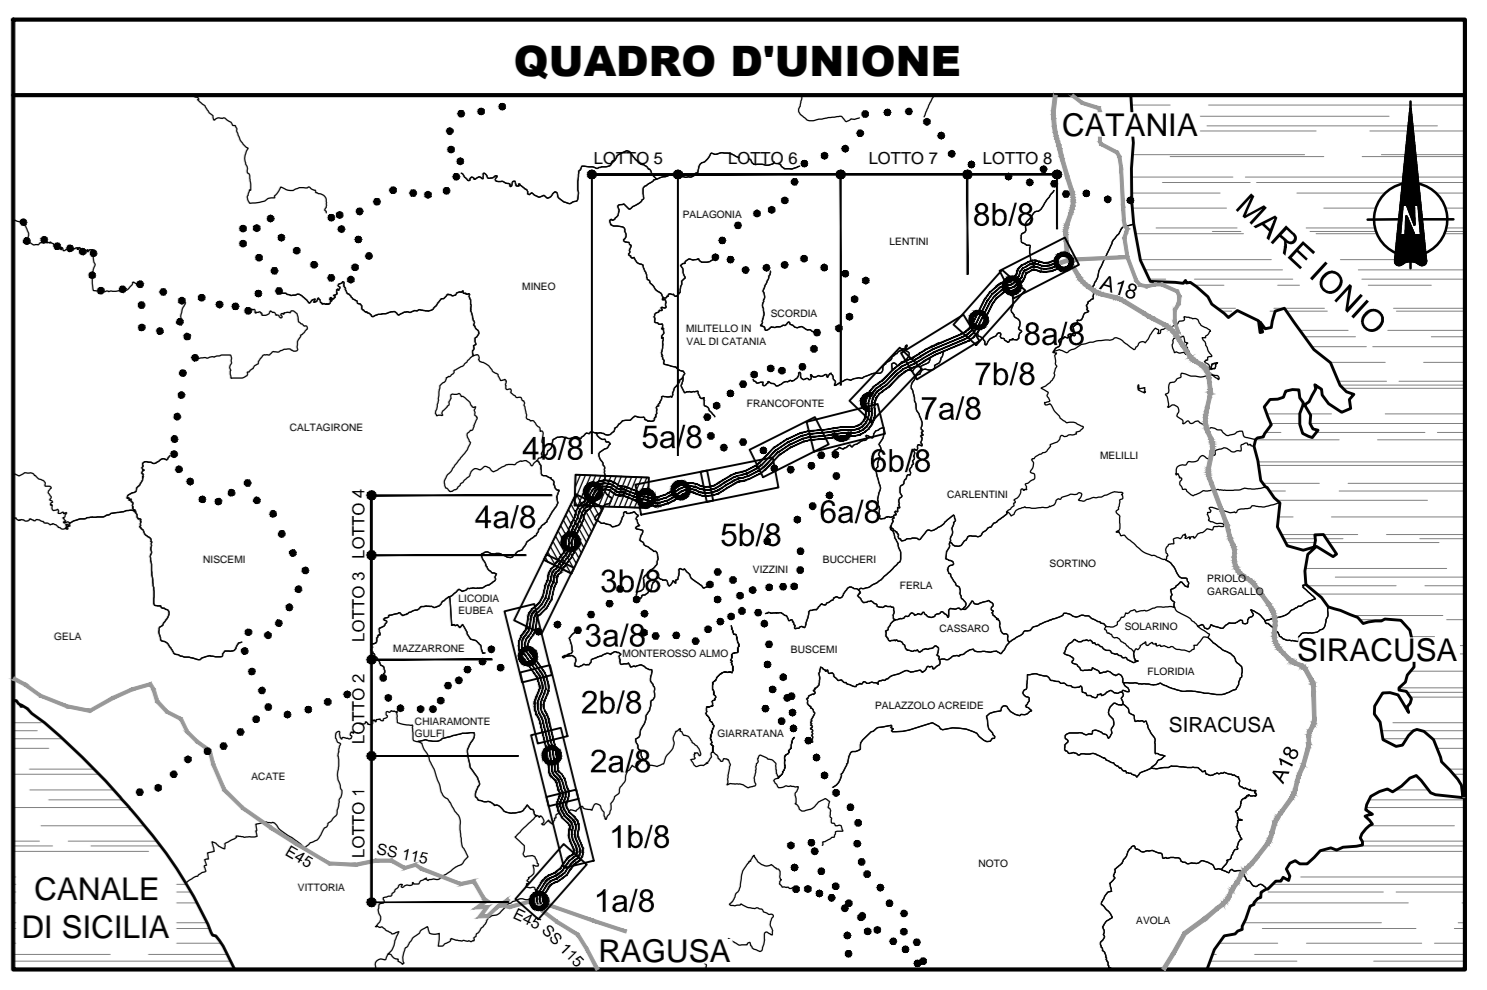 QUADRO D'UNIONE
CATANIA
LOTTO 5
LOTTO 6
LOTTO 7
LOTTO 8
N
PALAGONIA
8b/8
LENTINI
MARE IONIO
MINEO
A18
SCORDIA
MILITELLO IN
VAL DI CATANIA
8a/8
7b/8
FRANCOFONTE
7a/8
CALTAGIRONE
4b/8
5a/8
6b/8
MELILLI
CARLENTINI
LOTTO 4
4a/8
6a/8
5b/8
NISCEMI
VIZZINI
BUCCHERI
SORTINO
3b/8
FERLA
PRIOLO
GARGALLO
LOTTO 3
LICODIA
EUBEA
GELA
3a/8
CASSARO
SOLARINO
MAZZARRONE
MONTEROSSO ALMO
BUSCEMI
SIRACUSA
FLORIDIA
LOTTO 2
2b/8
PALAZZOLO ACREIDE
CHIARAMONTE
GULFI
GIARRATANA
SIRACUSA
2a/8
A18
ACATE
LOTTO 1
1b/8
E45
SS 115
NOTO
VITTORIA
CANALE
DI SICILIA
1a/8
E45 SS 115
AVOLA
RAGUSA